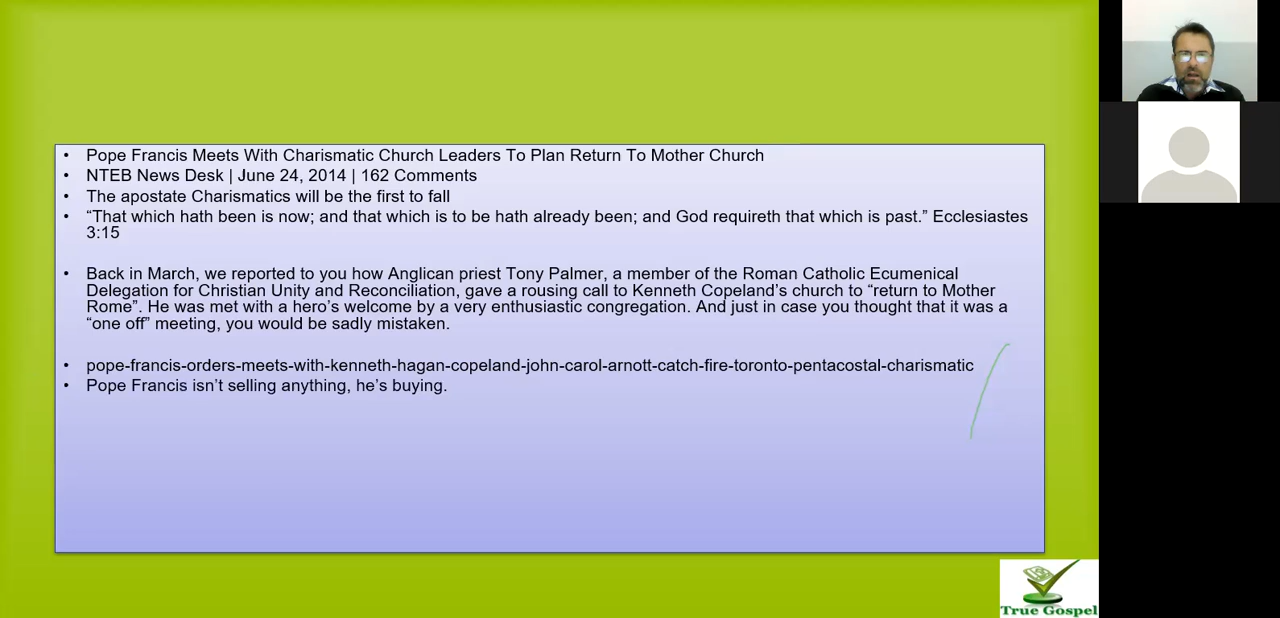 Pope Francis Meets With Charismatic Church Leaders To Plan Return To Mother Church
NTEB News Desk | June 24, 2014 | 162 Comments
The apostate Charismatics will be the first to fall
“That which hath been is now; and that which is to be hath already been; and God requireth that which is past.” Ecclesiastes
3:15
Back in March, we reported to you how Anglican priest Tony Palmer, a member of the Roman Catholic Ecumenical
Delegation for Christian Unity and Reconciliation, gave a rousing call to Kenneth Copeland’s church to “return to Mother
Rome”. He was met with a hero’s welcome by a very enthusiastic congregation. And just in case you thought that it was a
“one off” meeting, you would be sadly mistaken.
pope-francis-orders-meets-with-kenneth-hagan-copeland-john-carol-arnott-catch-fire-toronto-pentacostal-charismatic
Pope Francis isn’t selling anything, he’s buying.
True Gospel